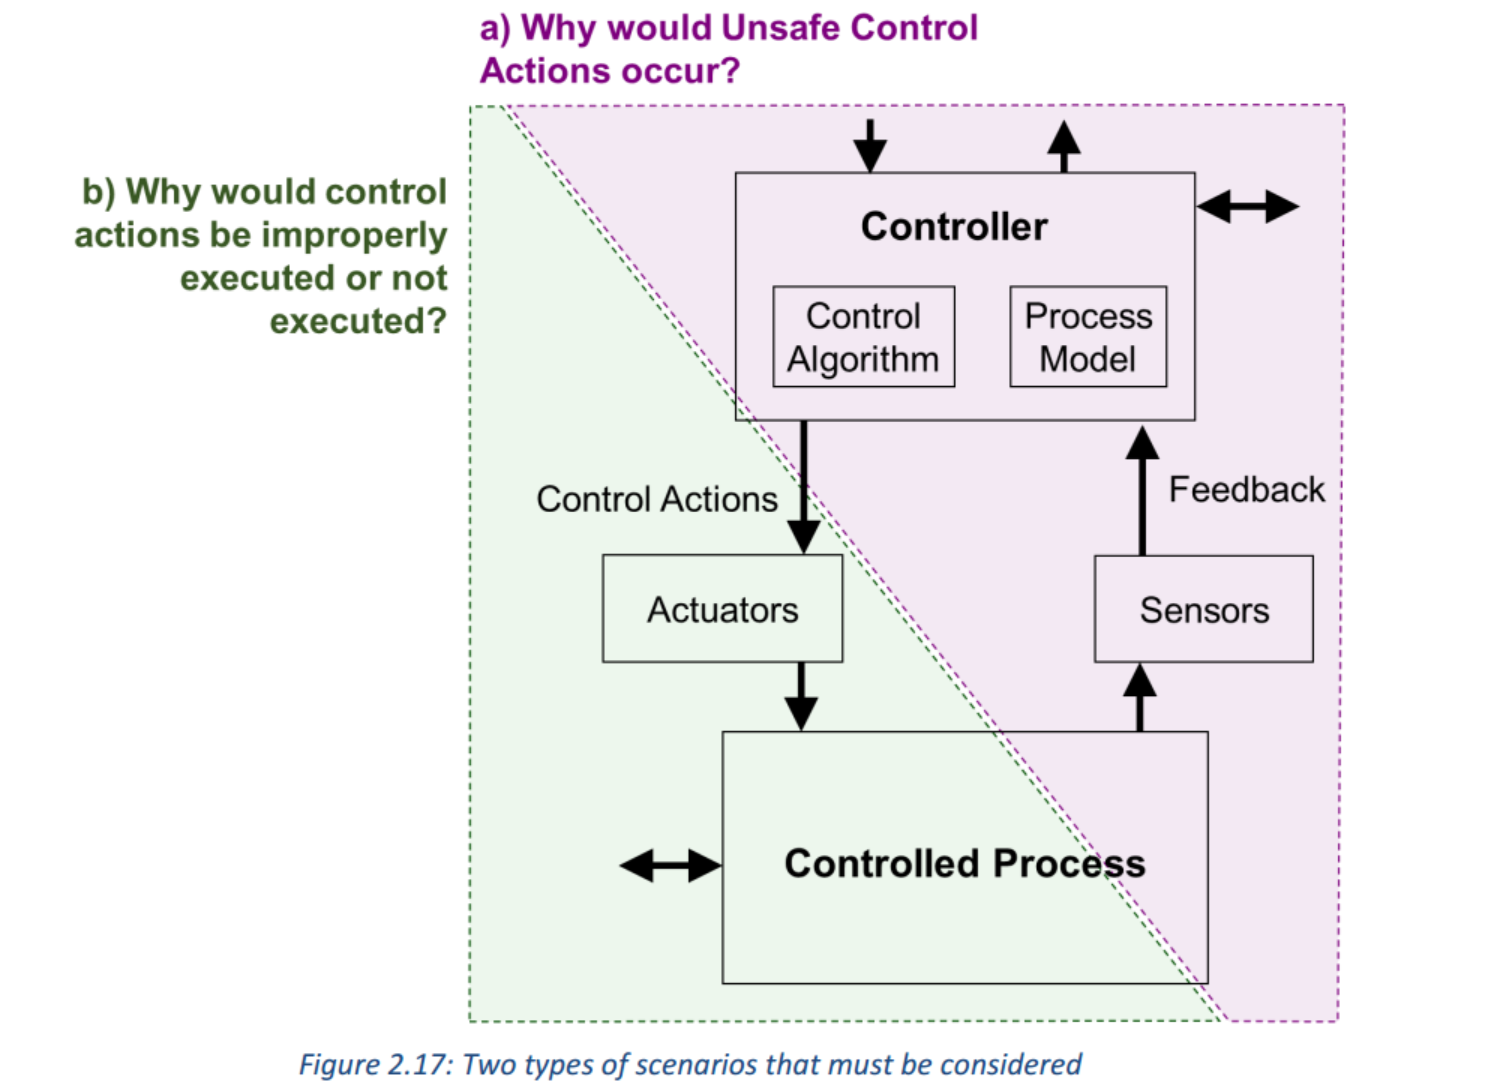 a) Why would Unsafe Control
Actions occur?
b) Why would control
actions be improperly
executed or not
executed?
Controller
Control
Algorithm
Process
Model
Control Actions
Feedback
Actuators
Sensors
Controlled Process
Figure 2.17: Two types of scenarios that must be considered